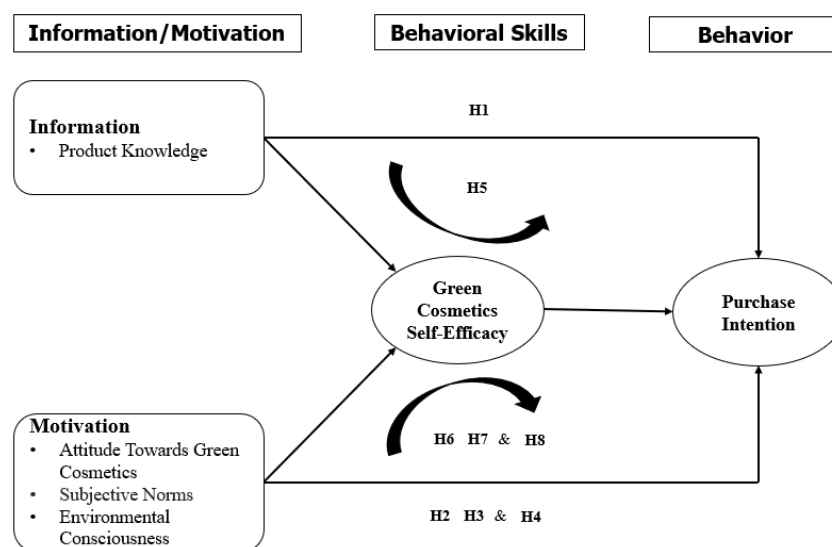 Information/Motivation
Behavioral Skills
Behavior
Information
• Product Knowledge
H1
H5
Green
Cosmetics
Self-Efficacy
Purchase
Intention
Motivation
• Attitude Towards Green
Cosmetics
• Subjective Norms
• Environmental
Consciousness
H6 H7 & H8
H2 H3 & H4